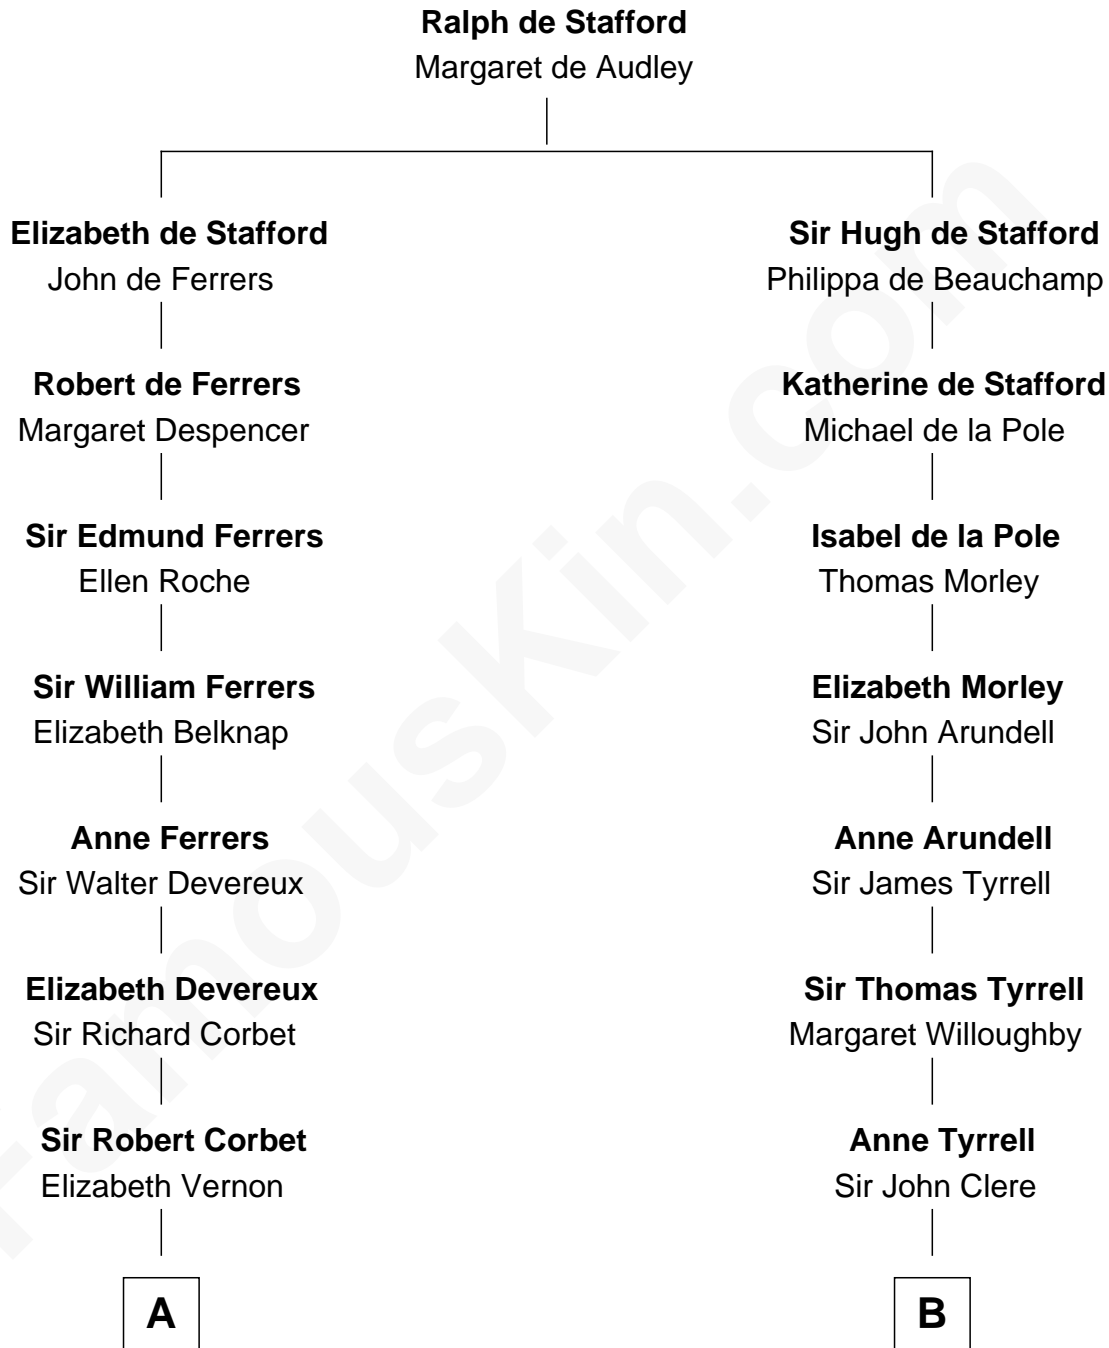 Ralph de Stafford
Margaret de Audley
Elizabeth de Stafford
John de Ferrers
Sir Hugh de Stafford
Philippa de Beauchamp
Robert de Ferrers
Margaret Despencer
Katherine de Stafford
Michael de la Pole
Sir Edmund Ferrers
Ellen Roche
Isabel de la Pole
Thomas Morley
Sir William Ferrers
Elizabeth Belknap
Elizabeth Morley
Sir John Arundell
Anne Ferrers
Sir Walter Devereux
Anne Arundell
Sir James Tyrrell
Elizabeth Devereux
Sir Richard Corbet
Sir Thomas Tyrrell
Margaret Willoughby
Sir Robert Corbet
Elizabeth Vernon
Anne Tyrrell
Sir John Clere
A
B
FamousKin.com